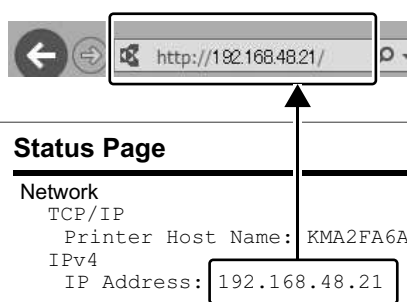 http://192.168.48.21/
Status Page
Network
TCP/IP
Printer Host Name: KMA2FA6A
IPv4
IP Address: 192.168.48.21